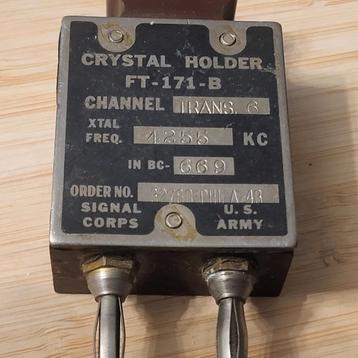 CRYSTAL HOLDER
FT-171-B
CHANNEL TRANS. 6
XTAL FREQ. 4255 KC
IN BC- 669
ORDER NO.
SIGNAL CORPS U.S. ARMY